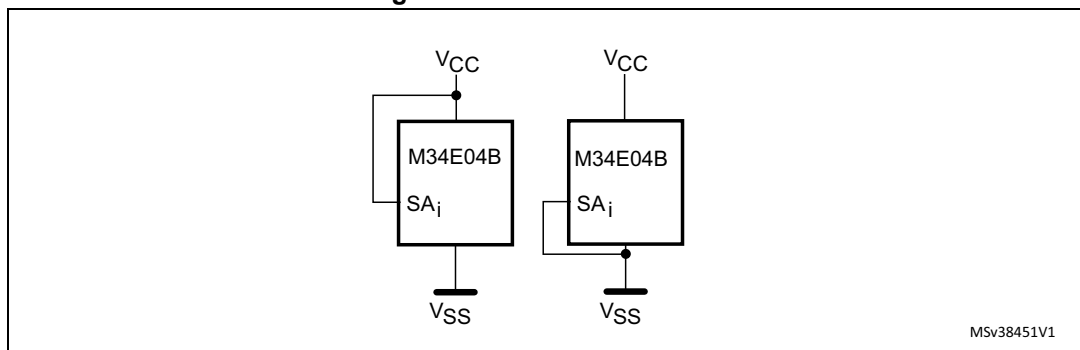 VCC VCC
M34E04B M34E04B
SAi SAi
VSS VSS
MSv38451V1